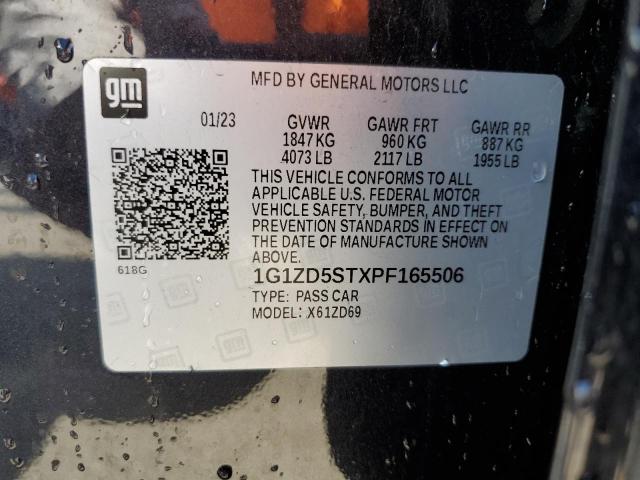 gm
MFD BY GENERAL MOTORS LLC
01/23 GVWR GAWR FRT GAWR RR
1847 KG 960 KG 887 KG
4073 LB 2117 LB 1955 LB
THIS VEHICLE CONFORMS TO ALL
APPLICABLE U.S. FEDERAL MOTOR
VEHICLE SAFETY, BUMPER, AND THEFT
PREVENTION STANDARDS IN EFFECT ON
THE DATE OF MANUFACTURE SHOWN
ABOVE.
618G
1G1ZD5STXPF165506
TYPE: PASS CAR
MODEL: X61ZD69